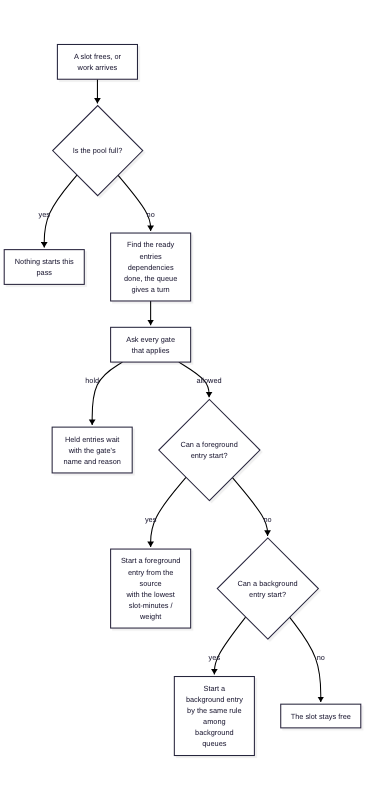 A slot frees, or
work arrives
Is the pool full?
yes
no
Nothing starts this
pass
Find the ready
entries
dependencies
done, the queue
gives a turn
Ask every gate
that applies
hold
allowed
Held entries wait
with the gate's
name and reason
Can a foreground
entry start?
yes
no
Start a foreground
entry from the
source
with the lowest
slot-minutes /
weight
Can a background
entry start?
yes
no
Start a
background entry
by the same rule
among
background
queues
The slot stays free